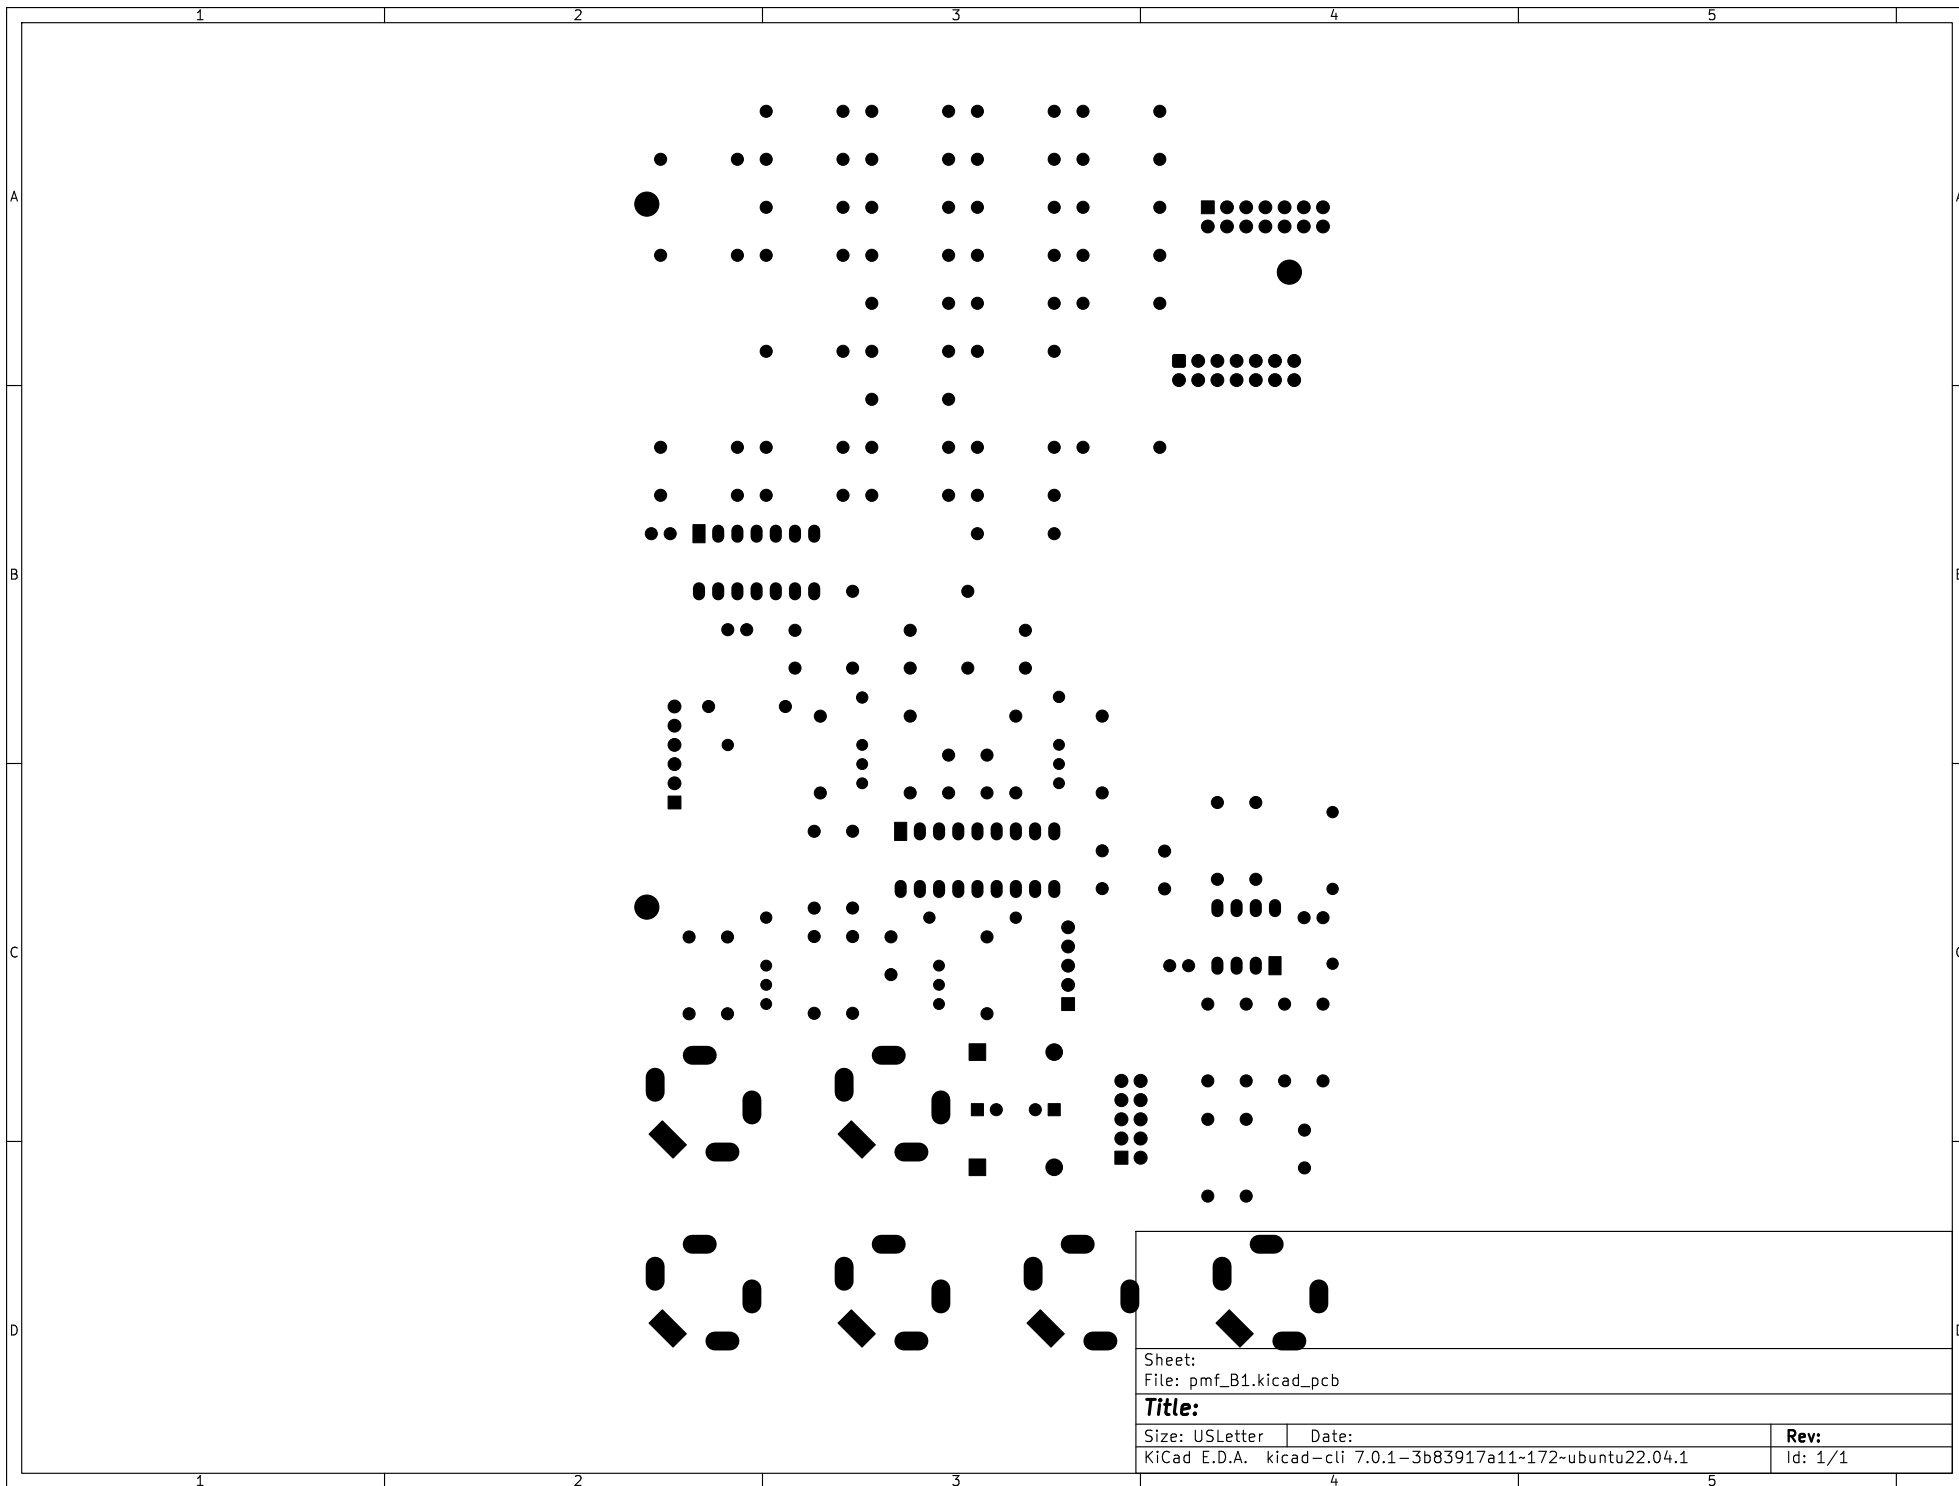 1 2 3 4 5
A A
B B
C C
D D
Sheet:
File: pmf_B1.kicad_pcb
Title:
Size: USLetter Date: Rev:
KiCad E.D.A. kicad-cli 7.0.1-3b83917a11~172~ubuntu22.04.1 Id: 1/1
1 2 3 4 5